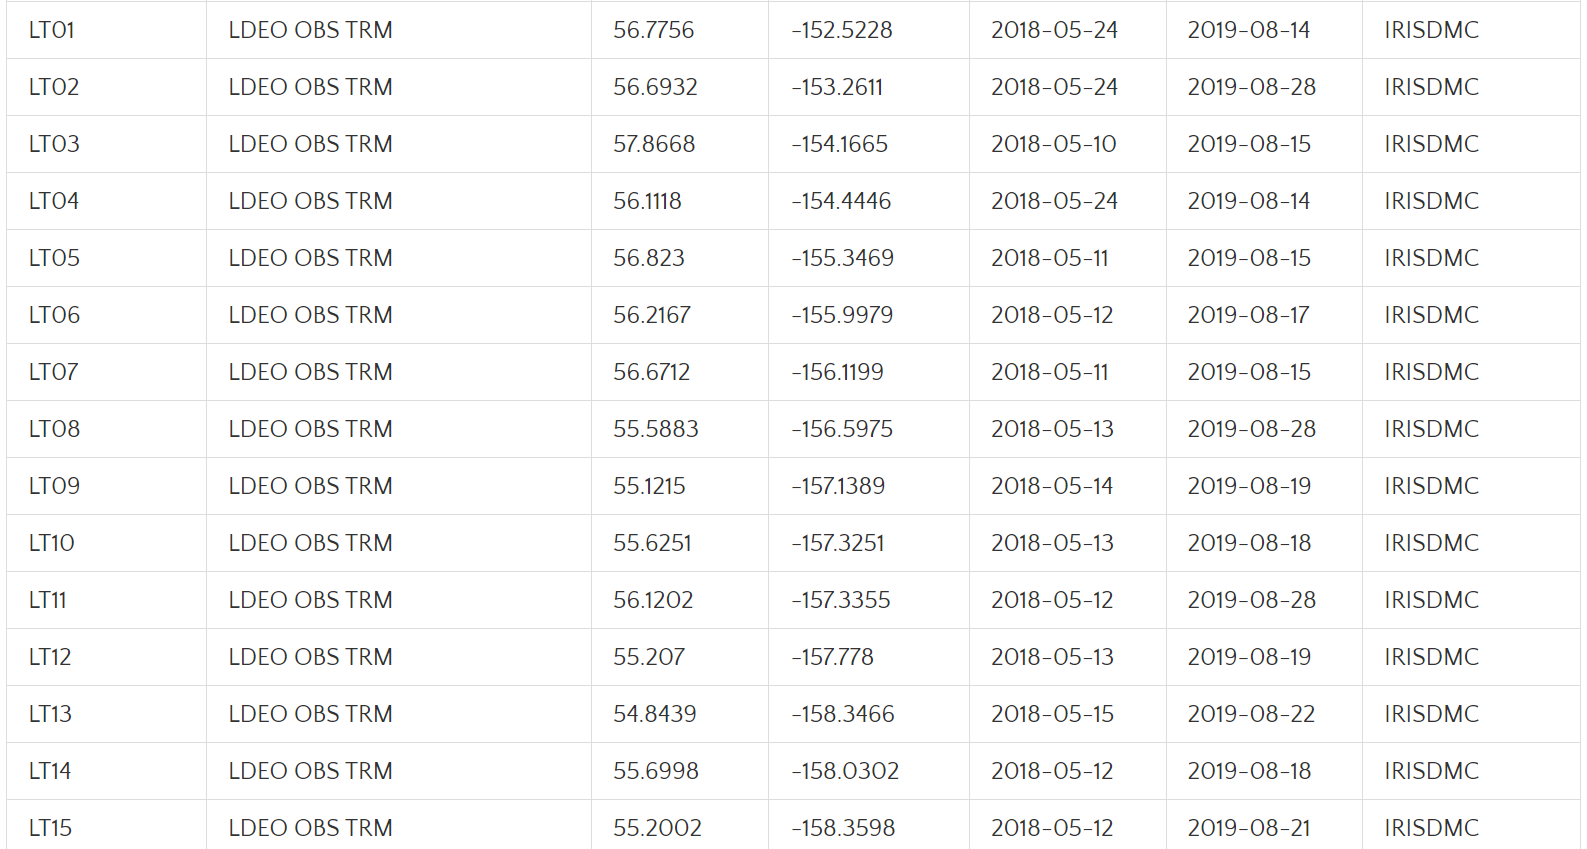 LT01 LDEO OBS TRM 56.7756 -152.5228 2018-05-24 2019-08-14 IRISDMC
LT02 LDEO OBS TRM 56.6932 -153.2611 2018-05-24 2019-08-28 IRISDMC
LT03 LDEO OBS TRM 57.8668 -154.1665 2018-05-10 2019-08-15 IRISDMC
LT04 LDEO OBS TRM 56.1118 -154.4446 2018-05-24 2019-08-14 IRISDMC
LT05 LDEO OBS TRM 56.823 -155.3469 2018-05-11 2019-08-15 IRISDMC
LT06 LDEO OBS TRM 56.2167 -155.9979 2018-05-12 2019-08-17 IRISDMC
LT07 LDEO OBS TRM 56.6712 -156.1199 2018-05-11 2019-08-15 IRISDMC
LT08 LDEO OBS TRM 55.5883 -156.5975 2018-05-13 2019-08-28 IRISDMC
LT09 LDEO OBS TRM 55.1215 -157.1389 2018-05-14 2019-08-19 IRISDMC
LT10 LDEO OBS TRM 55.6251 -157.3251 2018-05-13 2019-08-18 IRISDMC
LT11 LDEO OBS TRM 56.1202 -157.3355 2018-05-12 2019-08-28 IRISDMC
LT12 LDEO OBS TRM 55.207 -157.778 2018-05-13 2019-08-19 IRISDMC
LT13 LDEO OBS TRM 54.8439 -158.3466 2018-05-15 2019-08-22 IRISDMC
LT14 LDEO OBS TRM 55.6998 -158.0302 2018-05-12 2019-08-18 IRISDMC
LT15 LDEO OBS TRM 55.2002 -158.3598 2018-05-12 2019-08-21 IRISDMC